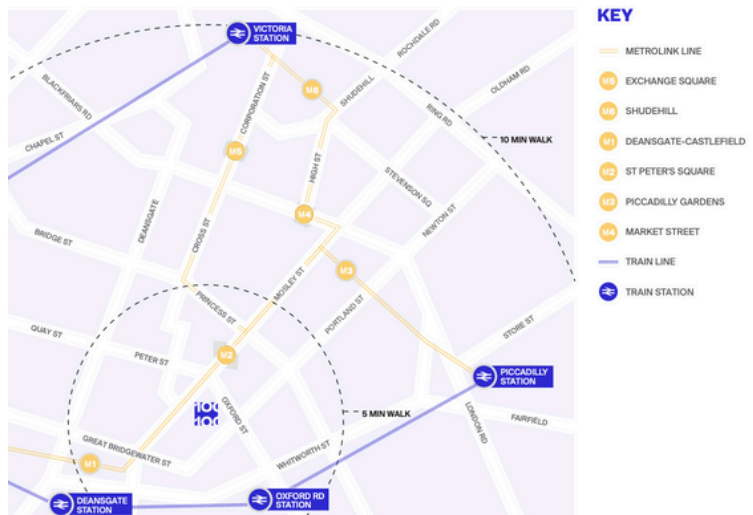 KEY
METROLINK LINE
M5 EXCHANGE SQUARE
M6 SHUDEHILL
M1 DEANSGATE-CASTLEFIELD
M2 ST PETER'S SQUARE
M3 PICCADILLY GARDENS
M4 MARKET STREET
TRAIN LINE
TRAIN STATION
VICTORIA
STATION
ROCHDALE RD
OLDHAM RD
BLACKFRIARS RD
CORPORATION ST
M6
SHUDEHILL
RING RD
10 MIN WALK
CHAPEL ST
M5
HIGH ST
STEVENSON SQ
DEANSGATE
M4
NEWTON ST
BRIDGE ST
CROSS ST
M3
MOSLEY ST
PRINCESS ST
PORTLAND ST
STORE ST
QUAY ST
PETER ST
M2
PICCADILLY
STATION
100
100
OXFORD ST
5 MIN WALK
LONDON RD
FAIRFIELD
GREAT BRIDGEWATER ST
WHITWORTH ST
M1
DEANSGATE
STATION
OXFORD RD
STATION